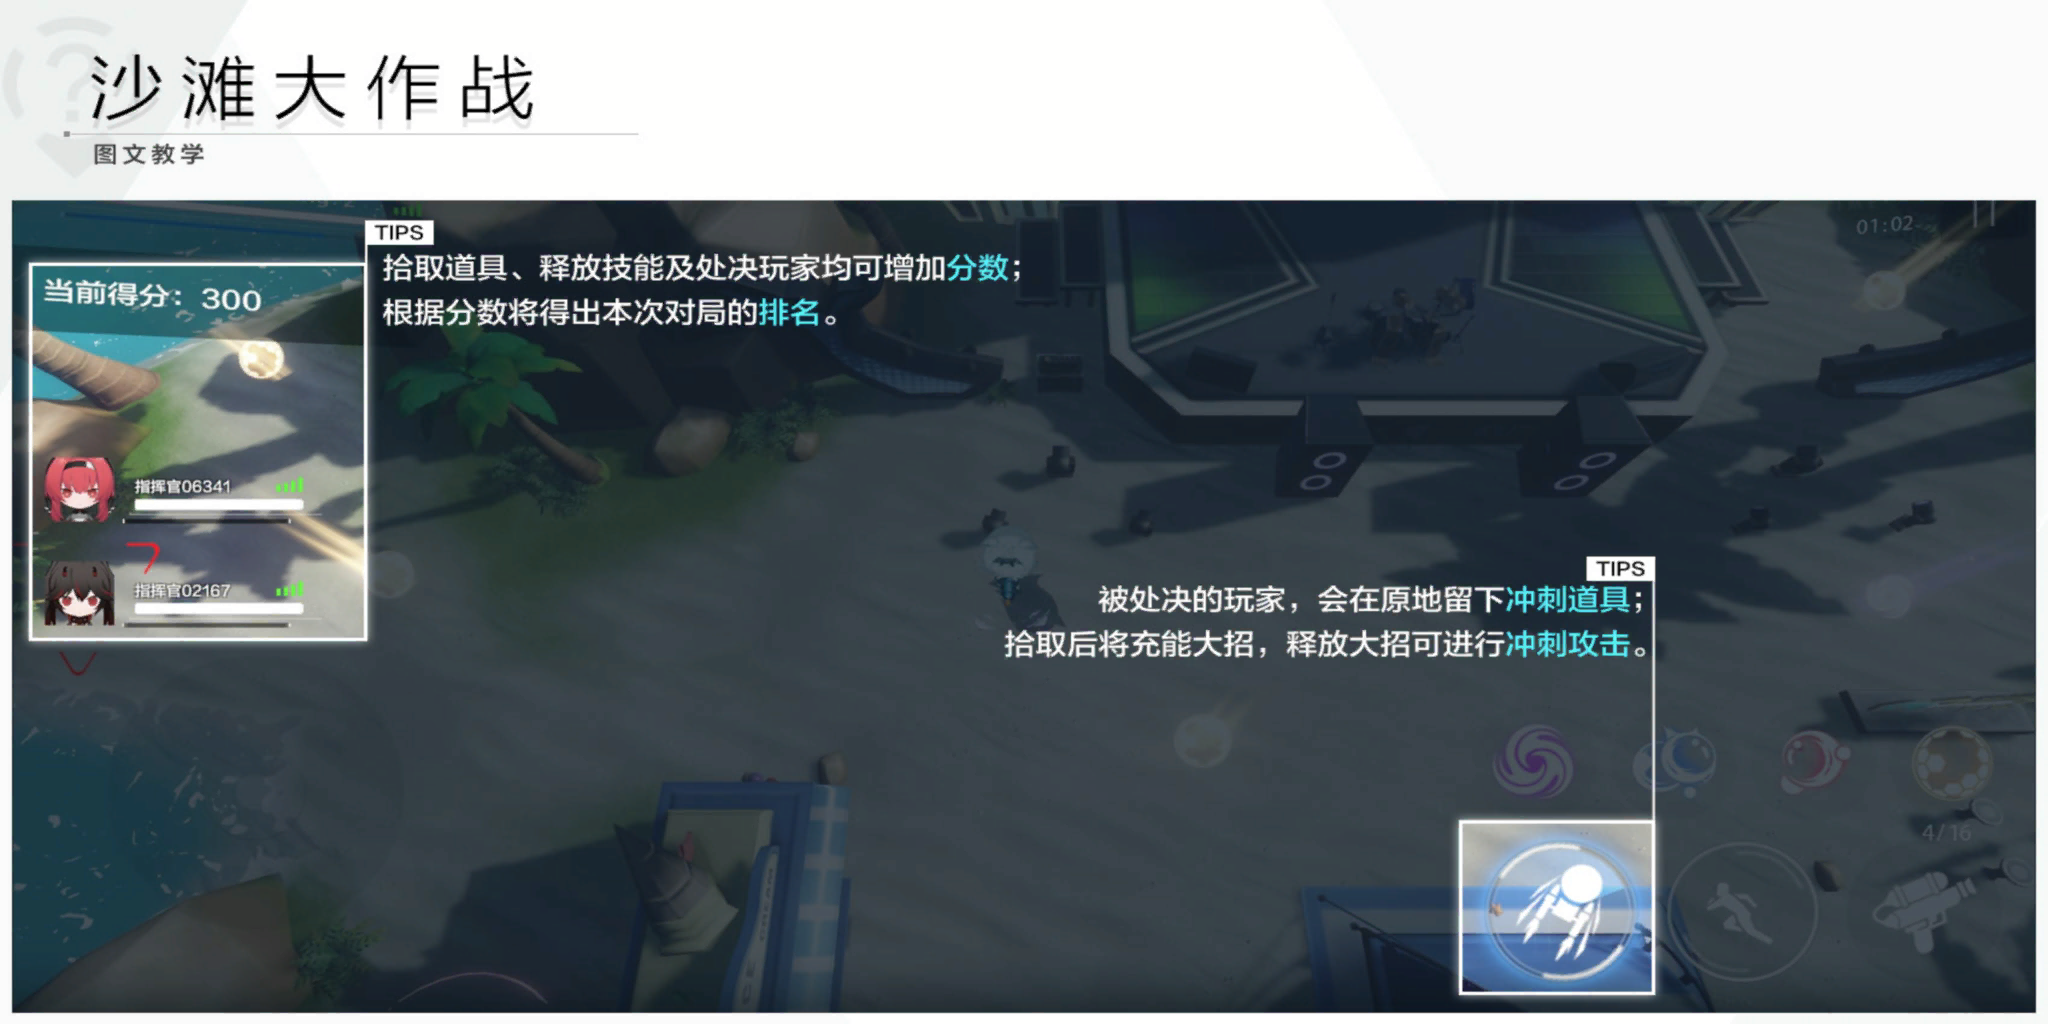 沙滩大作战
图文教学
TIPS
拾取道具、释放技能及处决玩家均可增加分数；
根据分数将得出本次对局的排名。
01:02
当前得分：300
指挥官06341
指挥官02167
TIPS
被处决的玩家，会在原地留下冲刺道具；
拾取后将充能大招，释放大招可进行冲刺攻击。
4/16